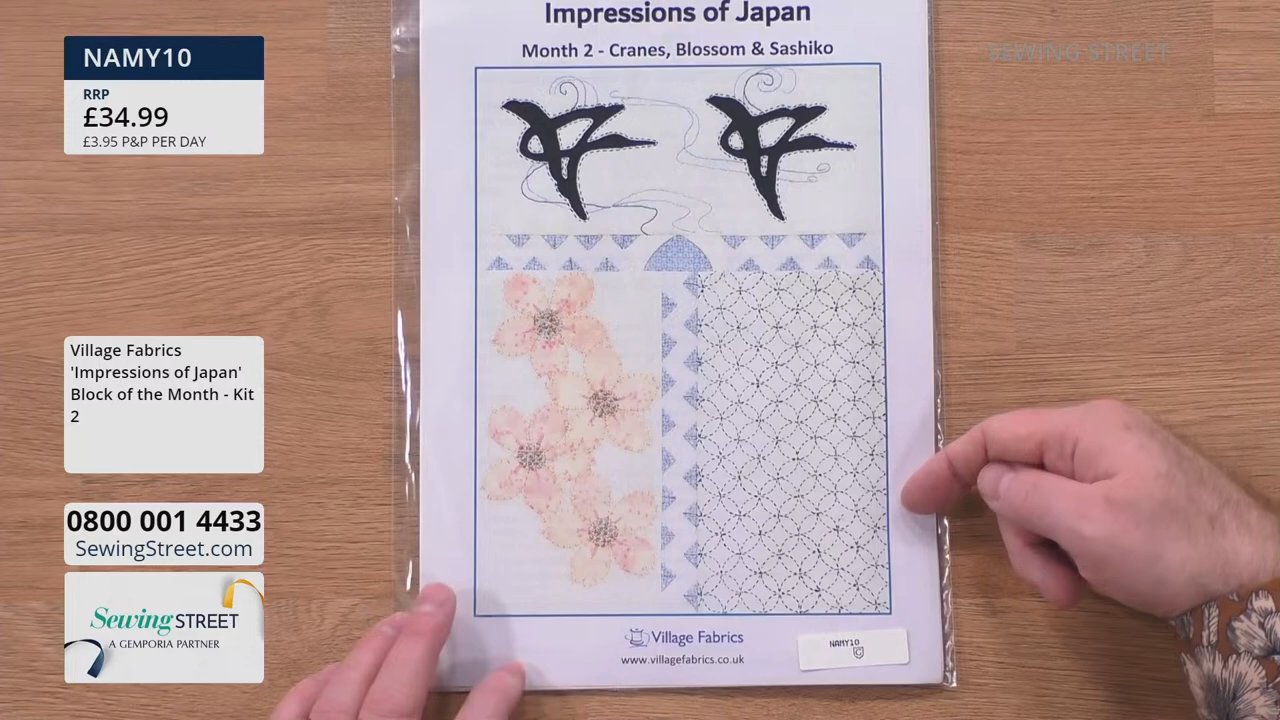 NAMY10
RRP
£34.99
£3.95 P&P PER DAY
Village Fabrics
'Impressions of Japan'
Block of the Month - Kit
2
0800 001 4433
SewingStreet.com
Sewing STREET
A GEMPORIA PARTNER
SEWING STREET
Impressions of Japan
Month 2 - Cranes, Blossom & Sashiko
Village Fabrics
www.villagefabrics.co.uk
NAMY10